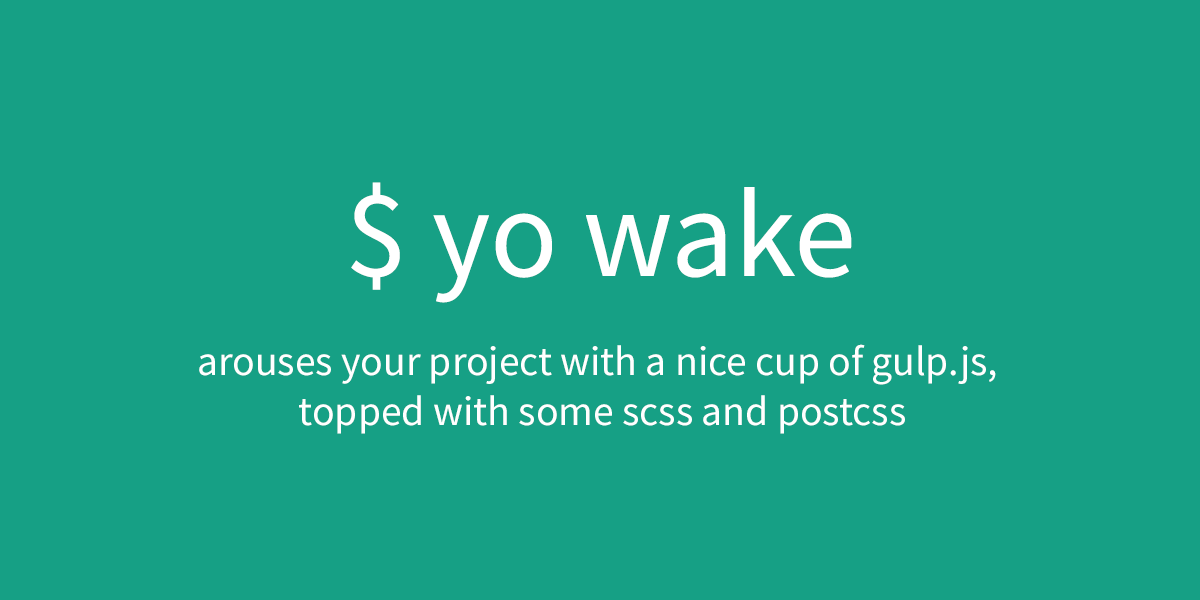 $ yo wake
arouses your project with a nice cup of gulp.js,
topped with some scss and postcss